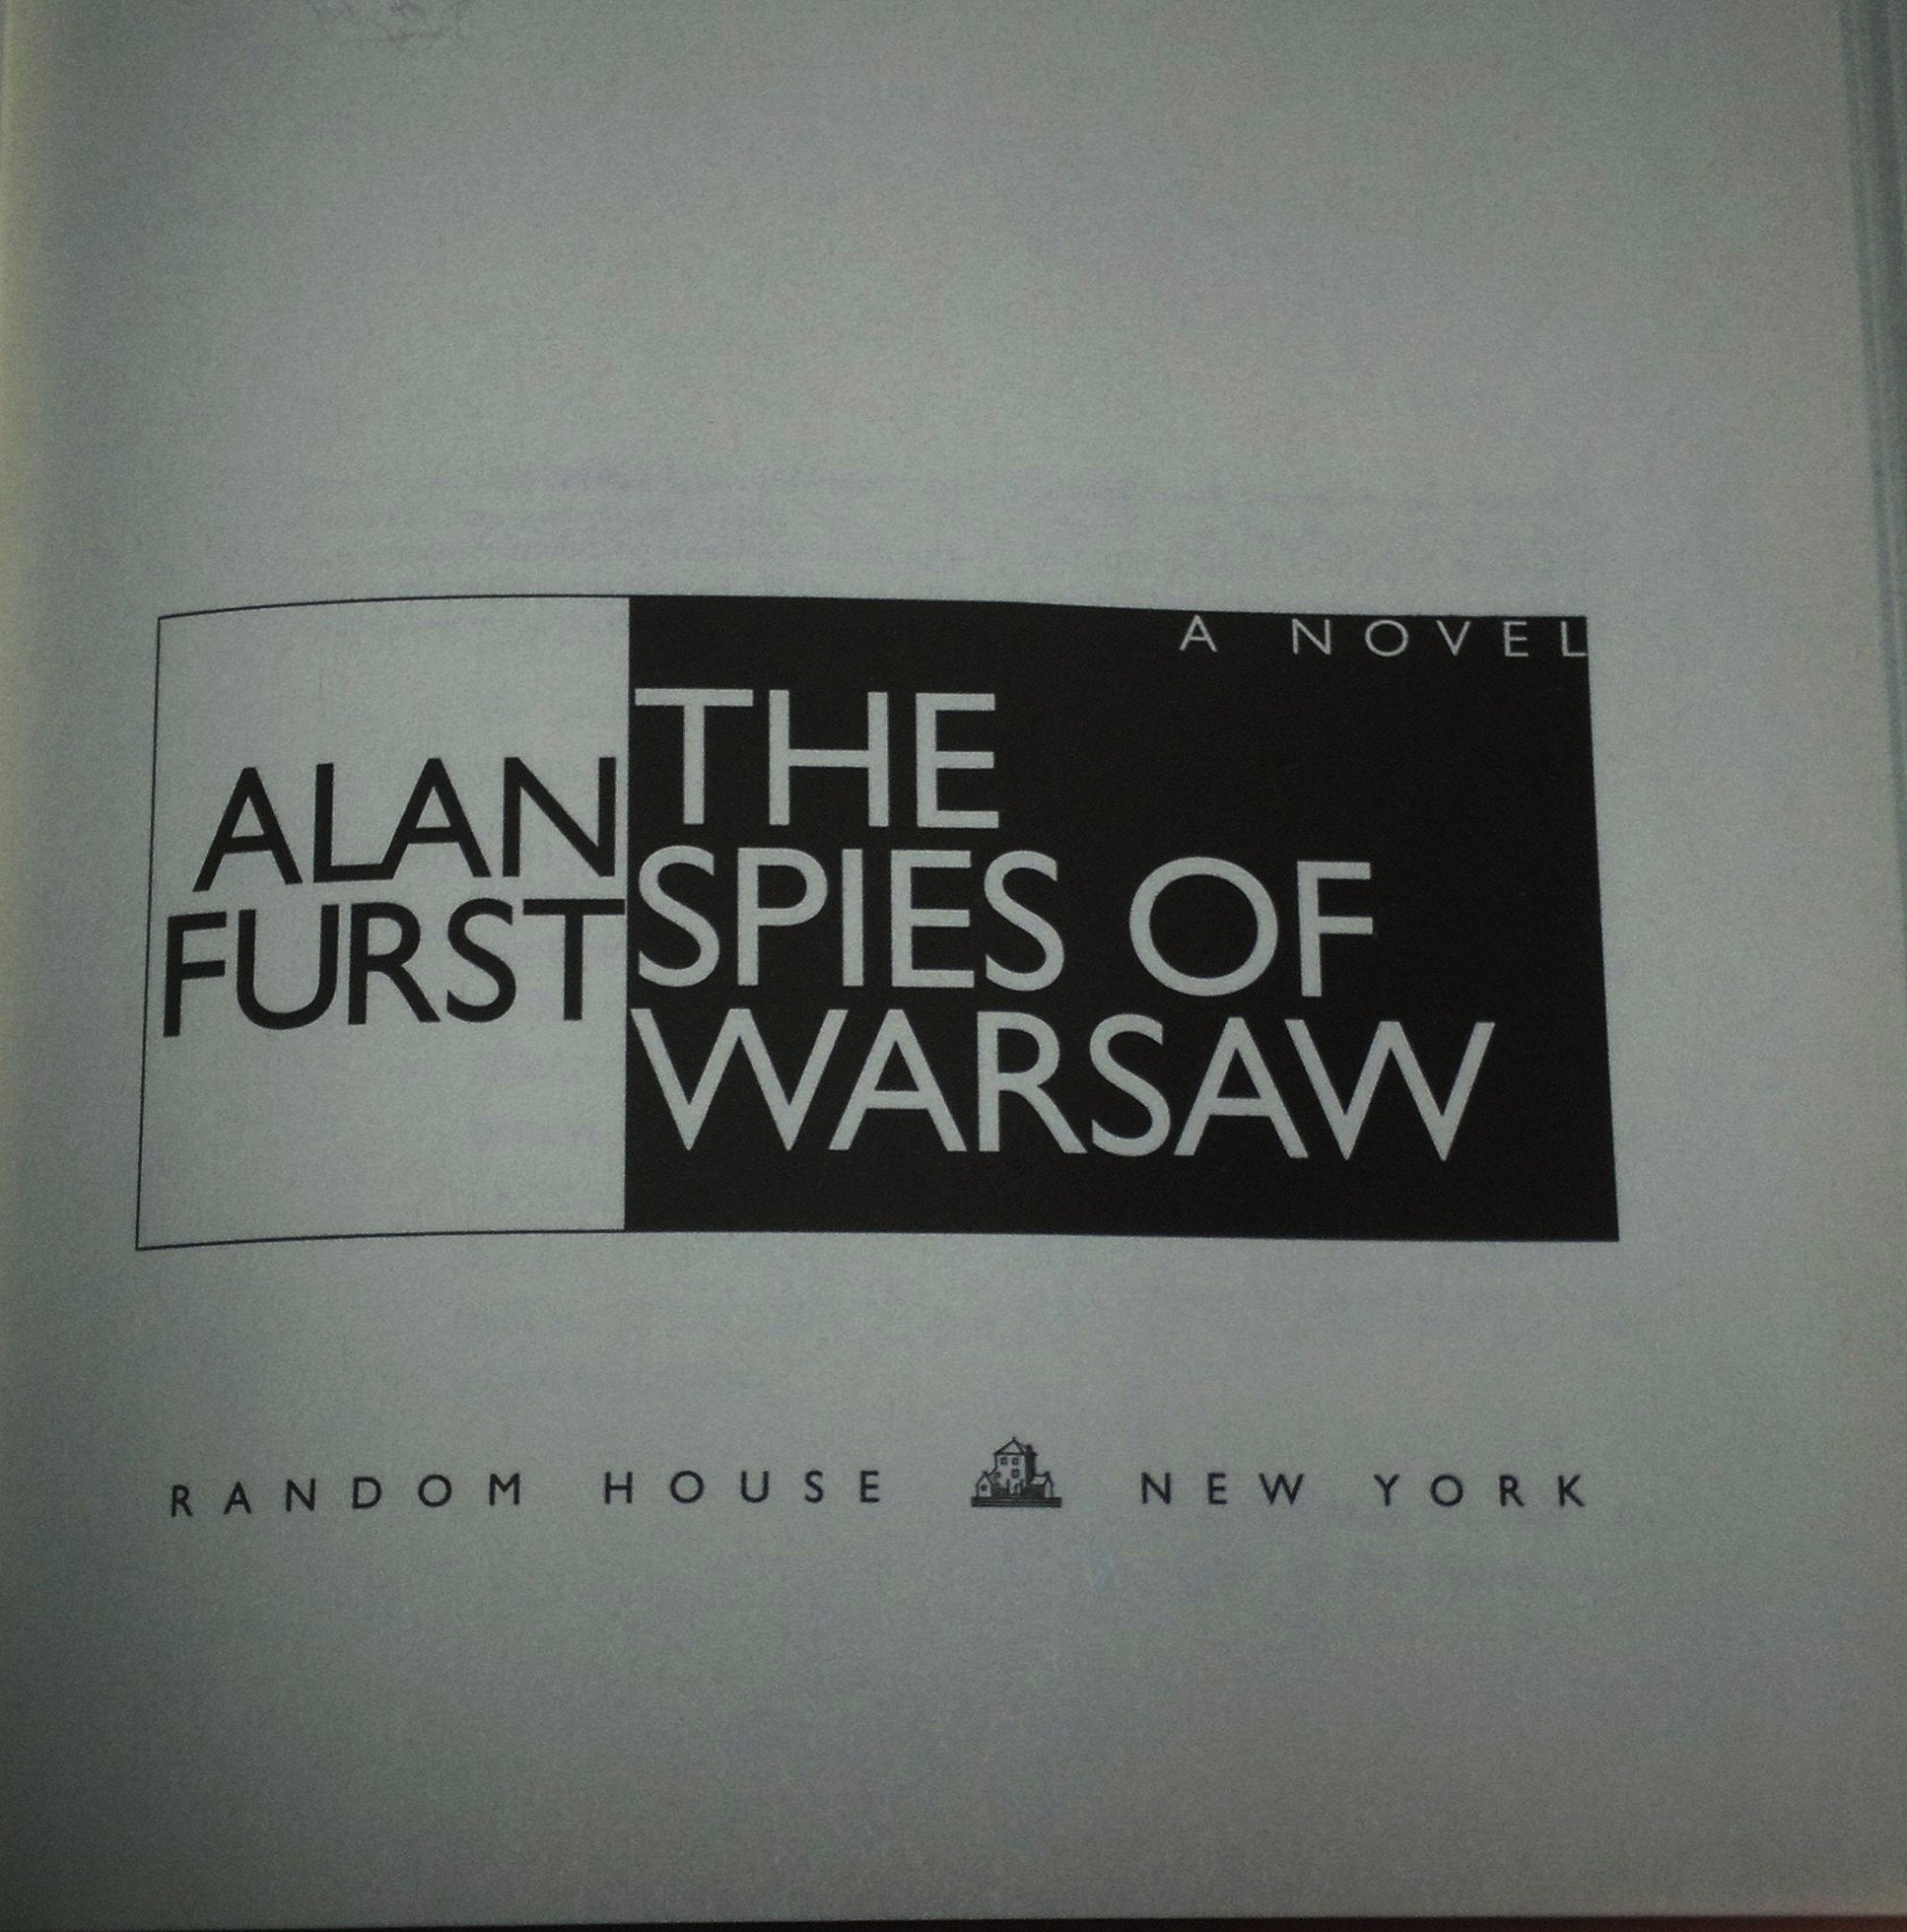 A NOVEL
ALAN
FURST
THE
SPIES OF
WARSAW
RANDOM HOUSE NEW YORK